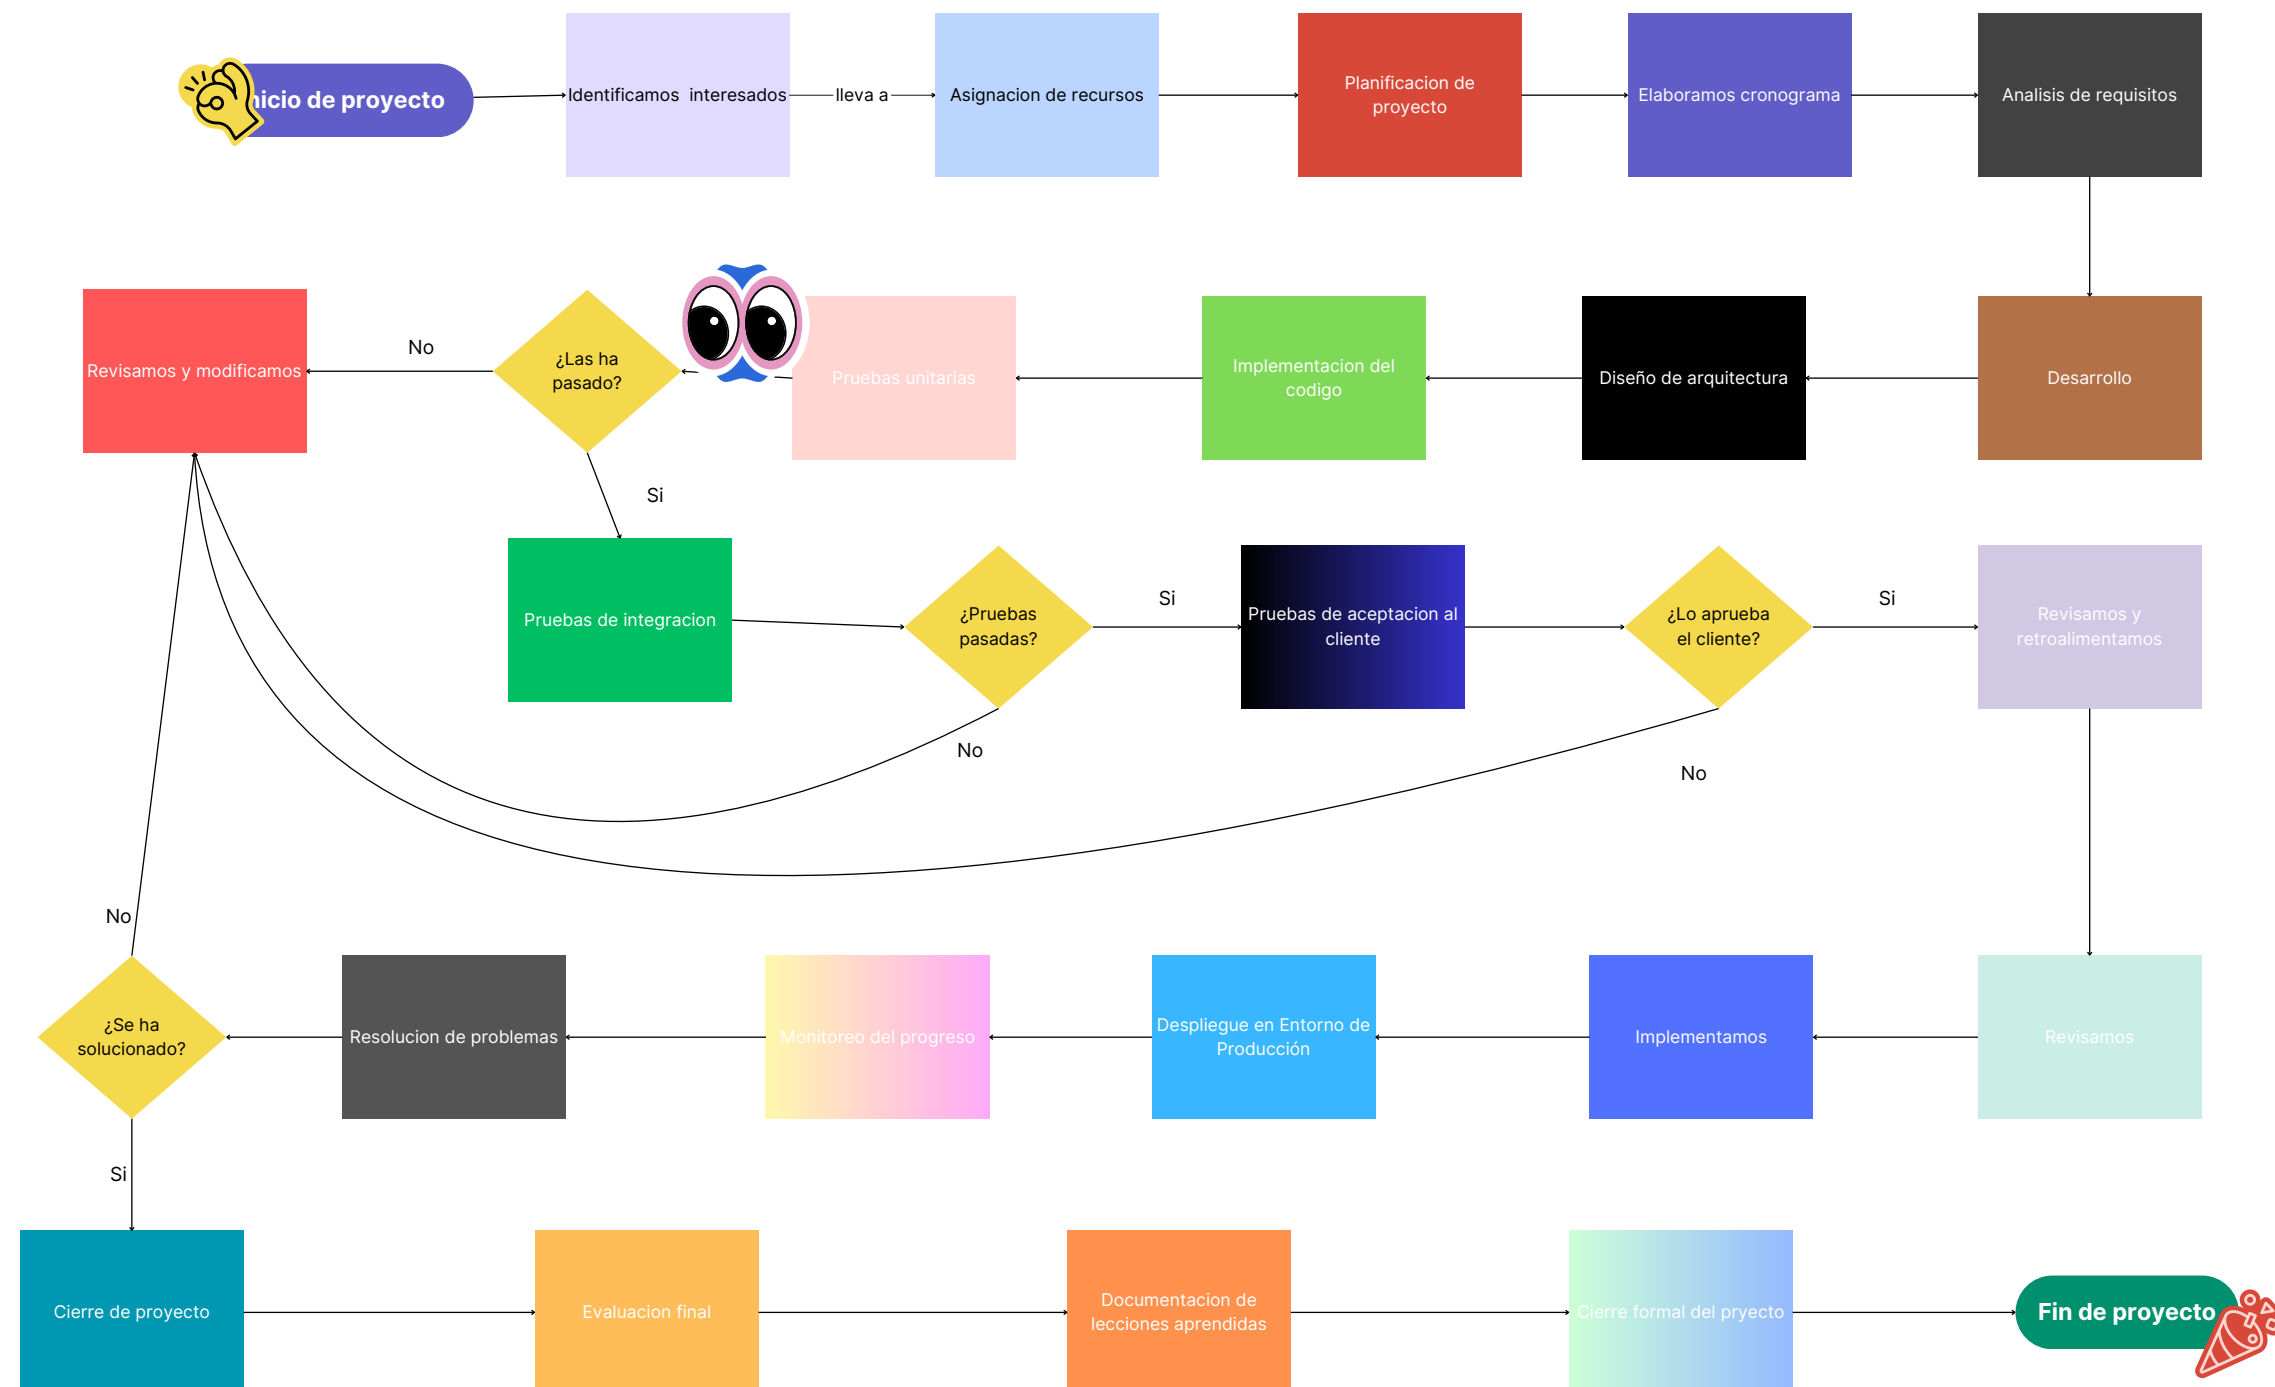 nicio de proyecto
Identificamos  interesados
lleva a
Asignacion de recursos
Planificacion de
proyecto
Elaboramos cronograma
Analisis de requisitos
Revisamos y modificamos
No
¿Las ha
pasado?
Pruebas unitarias
Implementacion del
codigo
Diseño de arquitectura
Desarrollo
Si
Pruebas de integracion
¿Pruebas
pasadas?
Si
Pruebas de aceptacion al
cliente
¿Lo aprueba
el cliente?
Si
Revisamos y
retroalimentamos
No
No
No
¿Se ha
solucionado?
Resolucion de problemas
Monitoreo del progreso
Despliegue en Entorno de
Producción
Implementamos
Revisamos
Si
Cierre de proyecto
Evaluacion final
Documentacion de
lecciones aprendidas
Cierre formal del pryecto
Fin de proyecto